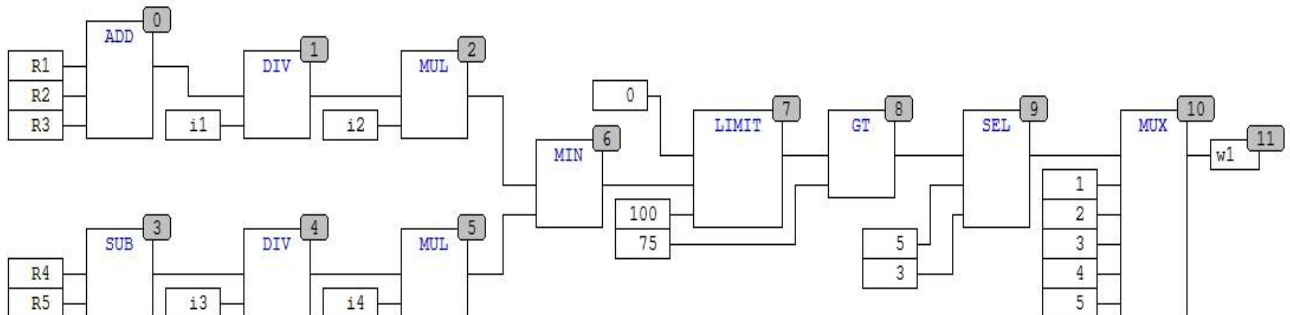 0
ADD
R1
R2
R3
1
DIV
i1
2
MUL
i2
3
SUB
R4
R5
4
DIV
i3
5
MUL
i4
6
MIN
0
7
LIMIT
100
75
8
GT
9
SEL
5
3
10
MUX
1
2
3
4
5
11
w1